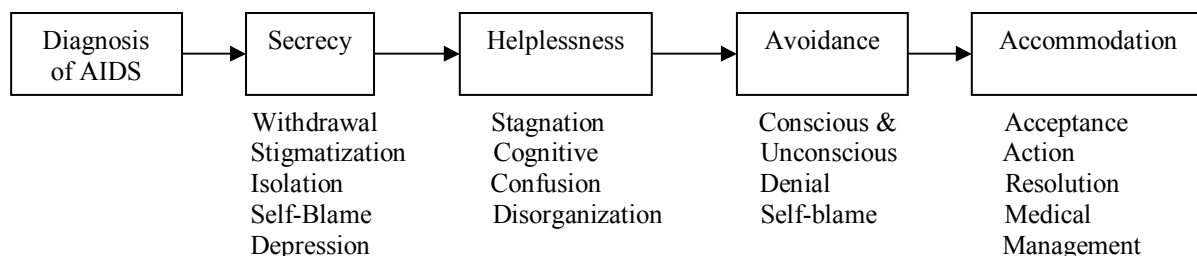 Diagnosis
of AIDS
Secrecy
Helplessness
Avoidance
Accommodation
Withdrawal
Stigmatization
Isolation
Self-Blame
Depression
Stagnation
Cognitive
Confusion
Disorganization
Conscious &
Unconscious
Denial
Self-blame
Acceptance
Action
Resolution
Medical
Management